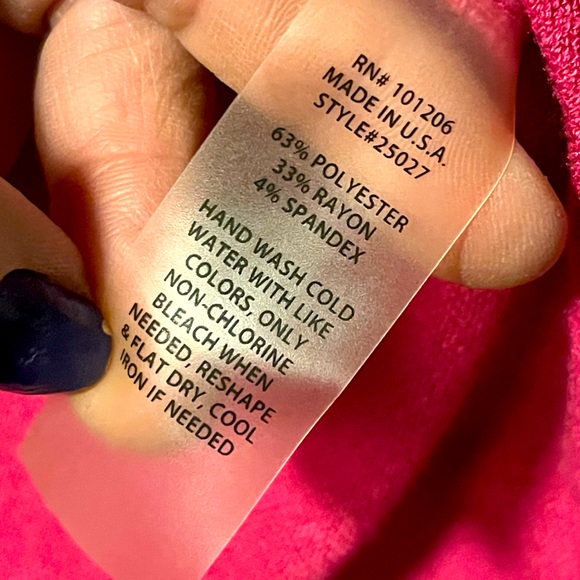 RN# 101206
MADE IN U.S.A.
STYLE#25027
63% POLYESTER
33% RAYON
4% SPANDEX
HAND WASH COLD
WATER WITH LIKE
COLORS, ONLY
NON-CHLORINE
BLEACH WHEN
NEEDED, RESHAPE
& FLAT DRY, COOL
IRON IF NEEDED